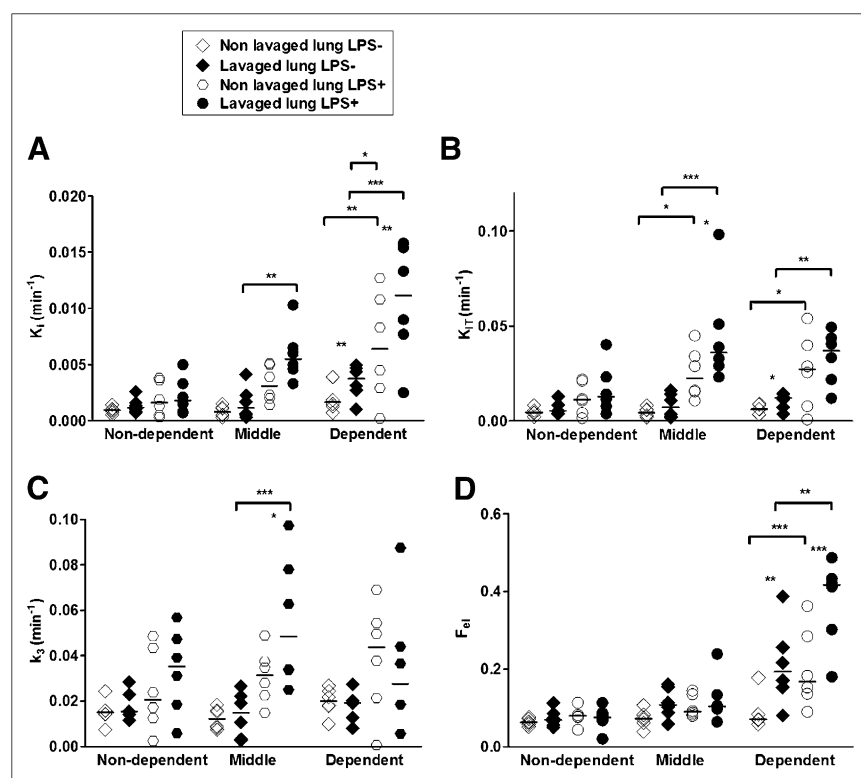 Non lavaged lung LPS-
Lavaged lung LPS-
Non lavaged lung LPS+
Lavaged lung LPS+
A
B
0.020
0.015
0.010
0.005
0.000
Ki (min-1)
*
***
**
**
**
**
Non-dependent Middle Dependent
0.10
0.05
0.00
KiT (min-1)
***
*
*
**
*
*
Non-dependent Middle Dependent
C
D
0.10
0.08
0.06
0.04
0.02
0.00
k3 (min-1)
***
*
Non-dependent Middle Dependent
0.6
0.4
0.2
0.0
Fei
**
***
***
**
Non-dependent Middle Dependent